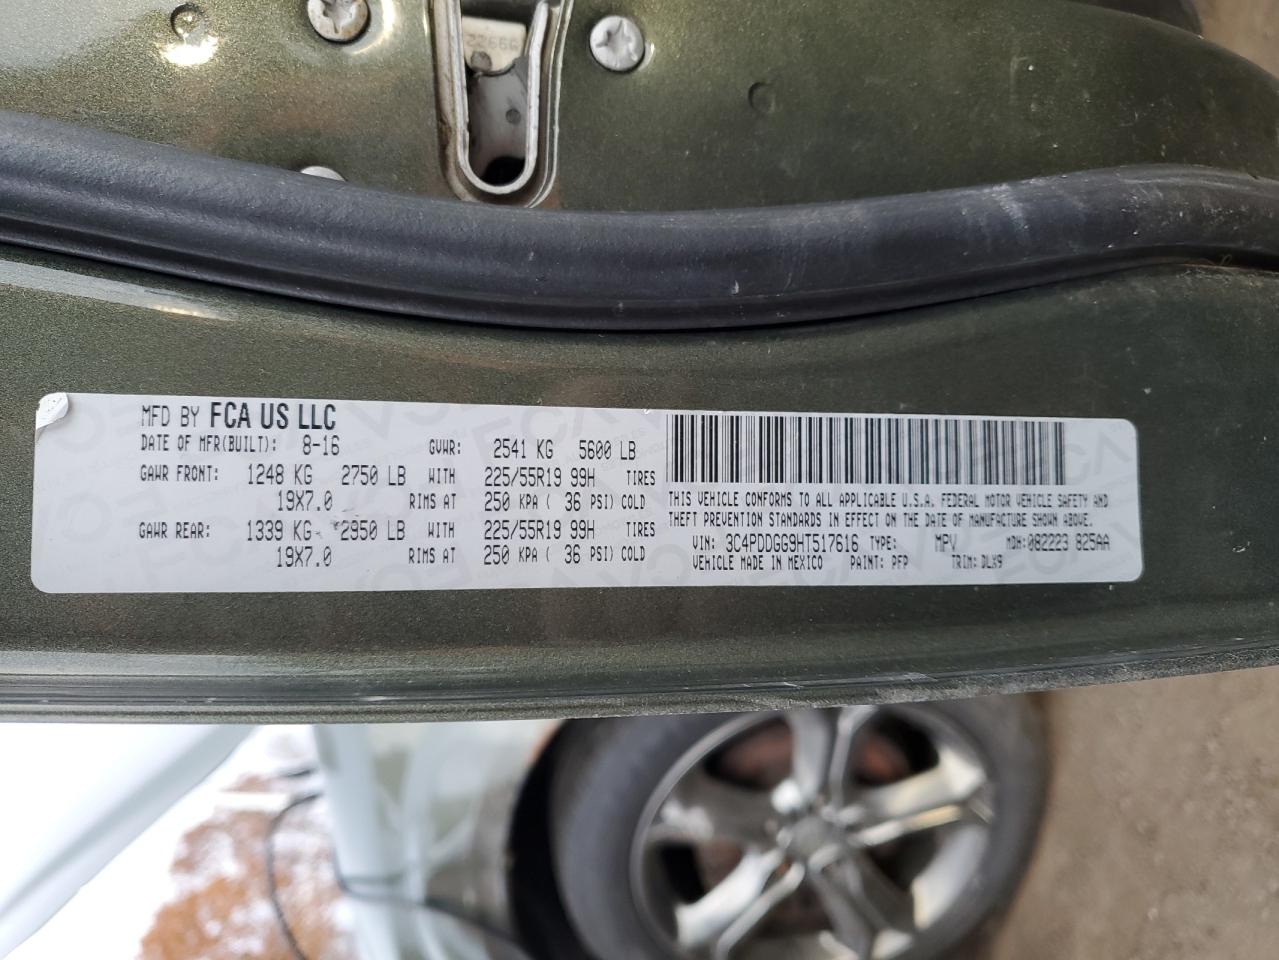 22666
MFD BY FCA US LLC
DATE OF MFR(BUILT): 8-16 GVWR: 2541 KG 5600 LB
GAWR FRONT: 1248 KG 2750 LB WITH 225/55R19 99H TIRES
19X7.0 RIMS AT 250 KPA ( 36 PSI) COLD
GAWR REAR: 1339 KG 2950 LB WITH 225/55R19 99H TIRES
19X7.0 RIMS AT 250 KPA ( 36 PSI) COLD
THIS VEHICLE CONFORMS TO ALL APPLICABLE U.S.A. FEDERAL MOTOR VEHICLE SAFETY AND
THEFT PREVENTION STANDARDS IN EFFECT ON THE DATE OF MANUFACTURE SHOWN ABOVE.
VIN: 3C4PDDGG9HT517616 TYPE: MPV MDH: 082223 825AA
VEHICLE MADE IN MEXICO PAINT: PFP TRIM: DLX9